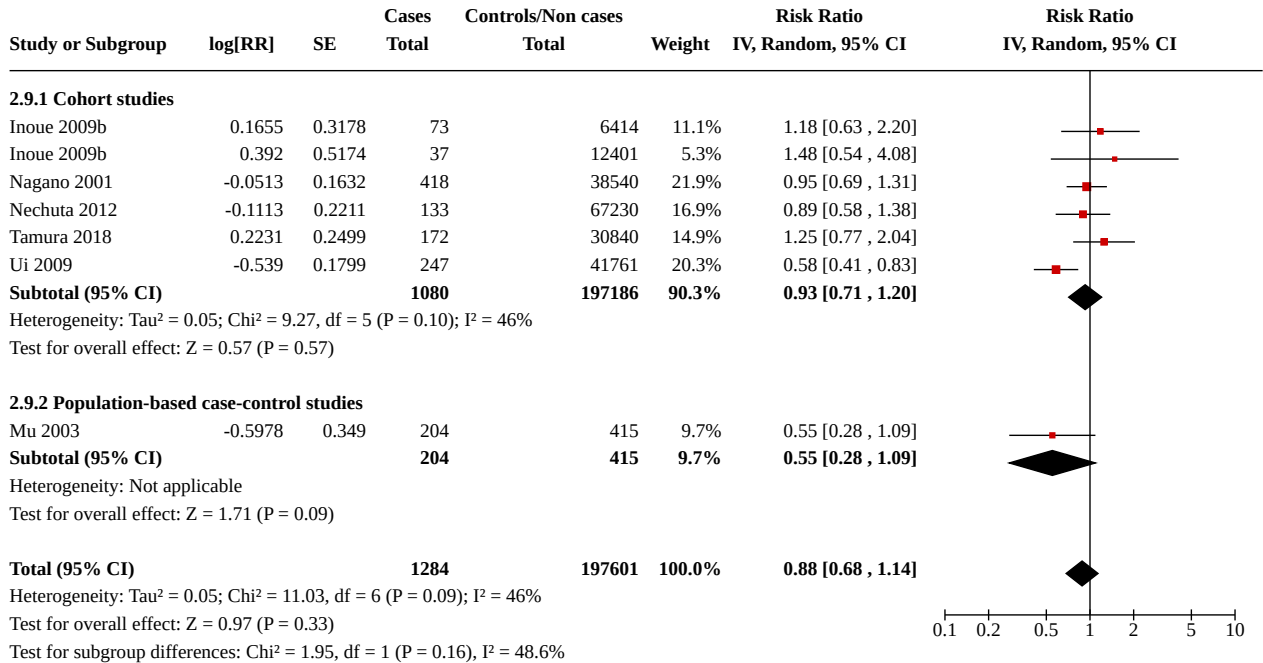 Cases Controls/Non cases Risk Ratio Risk Ratio
Study or Subgroup log[RR] SE Total Total Weight IV, Random, 95% CI IV, Random, 95% CI
2.9.1 Cohort studies
Inoue 2009b 0.1655 0.3178 73 6414 11.1% 1.18 [0.63 , 2.20]
Inoue 2009b 0.392 0.5174 37 12401 5.3% 1.48 [0.54 , 4.08]
Nagano 2001 -0.0513 0.1632 418 38540 21.9% 0.95 [0.69 , 1.31]
Nechuta 2012 -0.1113 0.2211 133 67230 16.9% 0.89 [0.58 , 1.38]
Tamura 2018 0.2231 0.2499 172 30840 14.9% 1.25 [0.77 , 2.04]
Ui 2009 -0.539 0.1799 247 41761 20.3% 0.58 [0.41 , 0.83]
Subtotal (95% CI) 1080 197186 90.3% 0.93 [0.71 , 1.20]
Heterogeneity: Tau² = 0.05; Chi² = 9.27, df = 5 (P = 0.10); I² = 46%
Test for overall effect: Z = 0.57 (P = 0.57)
2.9.2 Population-based case-control studies
Mu 2003 -0.5978 0.349 204 415 9.7% 0.55 [0.28 , 1.09]
Subtotal (95% CI) 204 415 9.7% 0.55 [0.28 , 1.09]
Heterogeneity: Not applicable
Test for overall effect: Z = 1.71 (P = 0.09)
Total (95% CI) 1284 197601 100.0% 0.88 [0.68 , 1.14]
Heterogeneity: Tau² = 0.05; Chi² = 11.03, df = 6 (P = 0.09); I² = 46%
Test for overall effect: Z = 0.97 (P = 0.33)
0.1 0.2 0.5 1 2 5 10
Test for subgroup differences: Chi² = 1.95, df = 1 (P = 0.16), I² = 48.6%